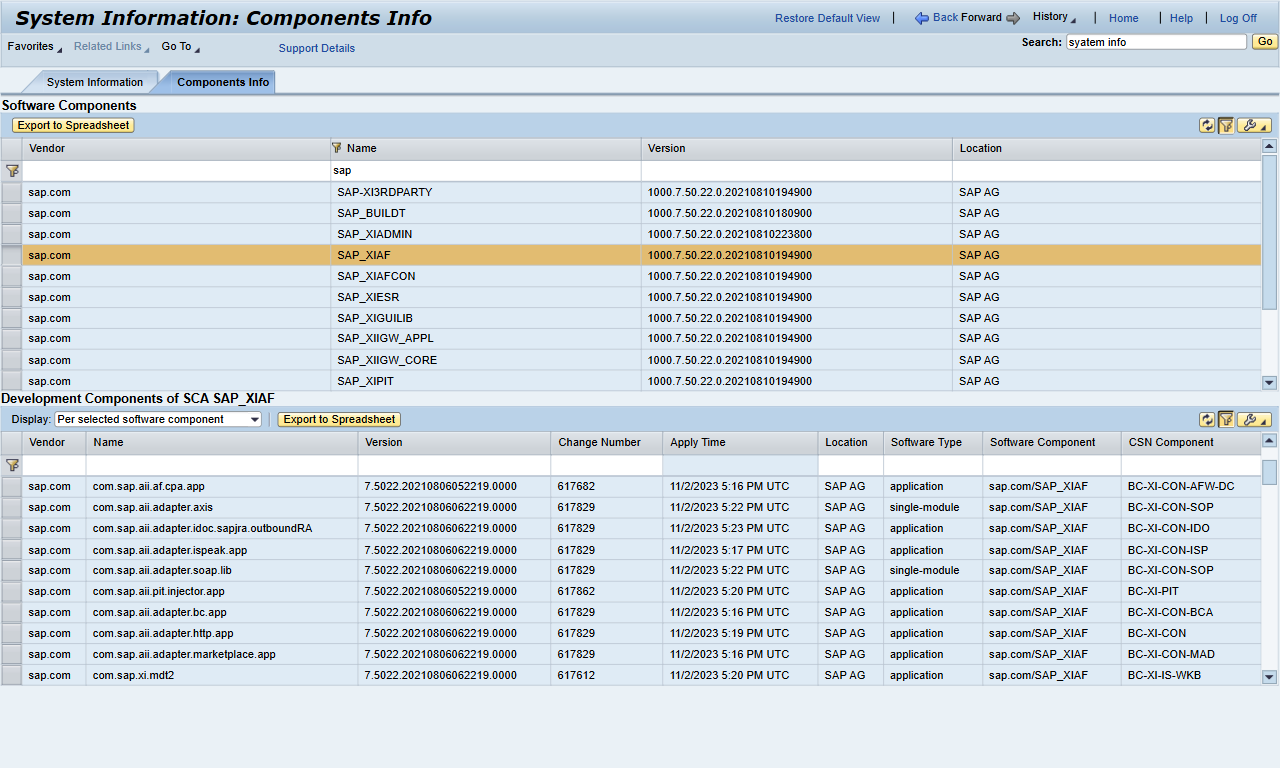 System Information: Components Info
Restore Default View | Back Forward History | Home | Help | Log Off
Favorites Related Links Go To Support Details
Search: syatem info Go
System Information Components Info
Software Components
Export to Spreadsheet
Vendor Name Version Location
sap
sap.com SAP-XI3RDPARTY 1000.7.50.22.0.20210810194900 SAP AG
sap.com SAP_BUILDT 1000.7.50.22.0.20210810180900 SAP AG
sap.com SAP_XIADMIN 1000.7.50.22.0.20210810223800 SAP AG
sap.com SAP_XIAF 1000.7.50.22.0.20210810194900 SAP AG
sap.com SAP_XIAFCON 1000.7.50.22.0.20210810194900 SAP AG
sap.com SAP_XIESR 1000.7.50.22.0.20210810194900 SAP AG
sap.com SAP_XIGUILIB 1000.7.50.22.0.20210810194900 SAP AG
sap.com SAP_XIIGW_APPL 1000.7.50.22.0.20210810194900 SAP AG
sap.com SAP_XIIGW_CORE 1000.7.50.22.0.20210810194900 SAP AG
sap.com SAP_XIPIT 1000.7.50.22.0.20210810194900 SAP AG
Development Components of SCA SAP_XIAF
Display: Per selected software component Export to Spreadsheet
Vendor Name Version Change Number Apply Time Location Software Type Software Component CSN Component
sap.com com.sap.aii.af.cpa.app 7.5022.20210806052219.0000 617682 11/2/2023 5:16 PM UTC SAP AG application sap.com/SAP_XIAF BC-XI-CON-AFW-DC
sap.com com.sap.aii.adapter.axis 7.5022.20210806062219.0000 617829 11/2/2023 5:22 PM UTC SAP AG single-module sap.com/SAP_XIAF BC-XI-CON-SOP
sap.com com.sap.aii.adapter.idoc.sapjra.outboundRA 7.5022.20210806062219.0000 617829 11/2/2023 5:23 PM UTC SAP AG application sap.com/SAP_XIAF BC-XI-CON-IDO
sap.com com.sap.aii.adapter.ispeak.app 7.5022.20210806062219.0000 617829 11/2/2023 5:17 PM UTC SAP AG application sap.com/SAP_XIAF BC-XI-CON-ISP
sap.com com.sap.aii.adapter.soap.lib 7.5022.20210806062219.0000 617829 11/2/2023 5:22 PM UTC SAP AG single-module sap.com/SAP_XIAF BC-XI-CON-SOP
sap.com com.sap.aii.pit.injector.app 7.5022.20210806052219.0000 617862 11/2/2023 5:20 PM UTC SAP AG application sap.com/SAP_XIAF BC-XI-PIT
sap.com com.sap.aii.adapter.bc.app 7.5022.20210806062219.0000 617829 11/2/2023 5:16 PM UTC SAP AG application sap.com/SAP_XIAF BC-XI-CON-BCA
sap.com com.sap.aii.adapter.http.app 7.5022.20210806062219.0000 617829 11/2/2023 5:19 PM UTC SAP AG application sap.com/SAP_XIAF BC-XI-CON
sap.com com.sap.aii.adapter.marketplace.app 7.5022.20210806062219.0000 617829 11/2/2023 5:16 PM UTC SAP AG application sap.com/SAP_XIAF BC-XI-CON-MAD
sap.com com.sap.xi.mdt2 7.5022.20210806062219.0000 617612 11/2/2023 5:20 PM UTC SAP AG application sap.com/SAP_XIAF BC-XI-IS-WKB